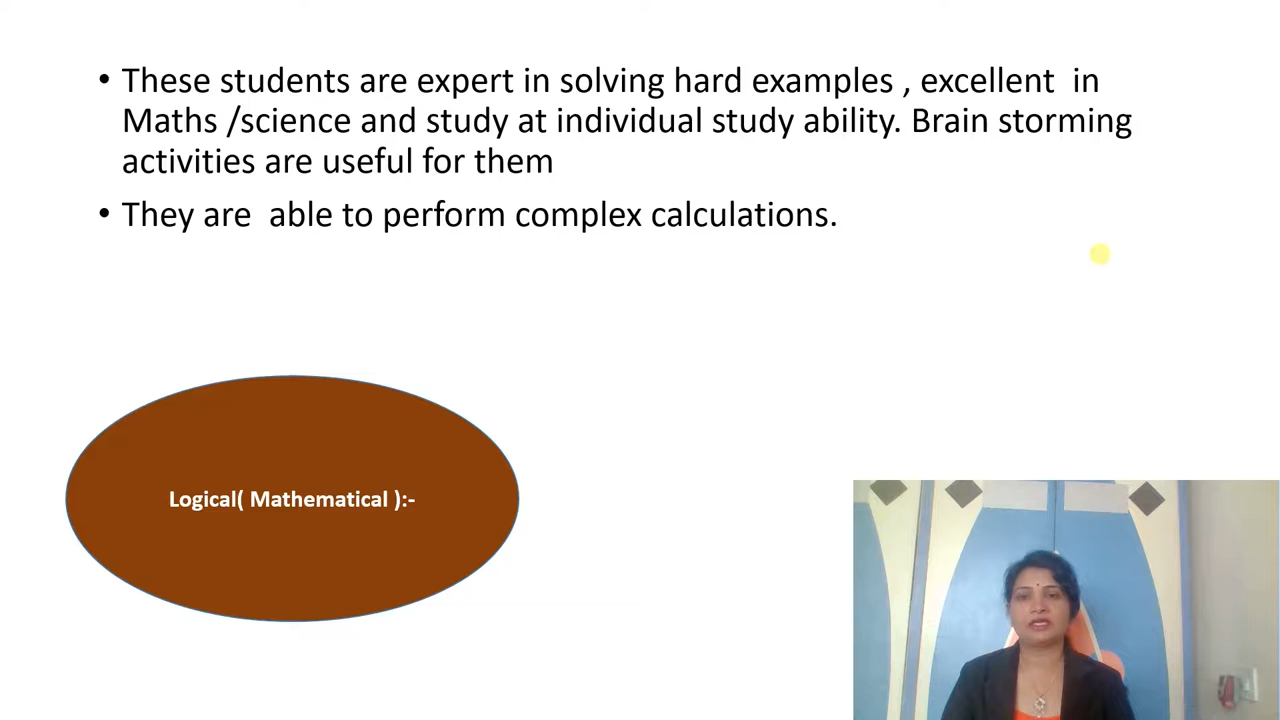 • These students are expert in solving hard examples , excellent  in
Maths /science and study at individual study ability. Brain storming
activities are useful for them
• They are  able to perform complex calculations.
Logical( Mathematical ):-